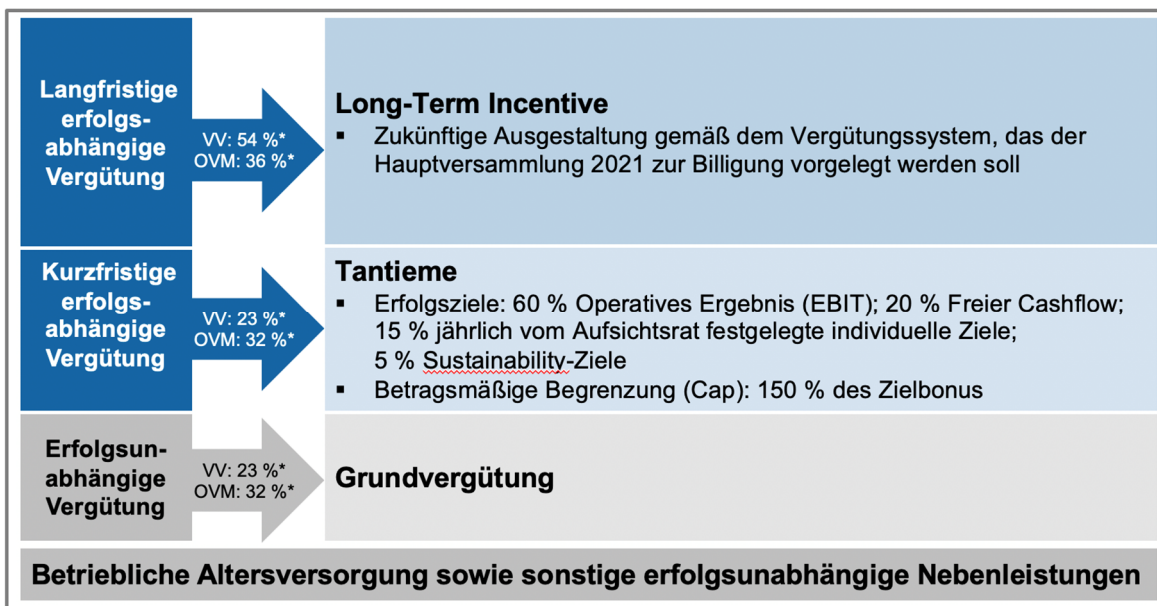 Langfristige
erfolgs-
abhängige
Vergütung
VV: 54 %*
OVM: 36 %*
Long-Term Incentive
▪ Zukünftige Ausgestaltung gemäß dem Vergütungssystem, das der
Hauptversammlung 2021 zur Billigung vorgelegt werden soll
Kurzfristige
erfolgs-
abhängige
Vergütung
VV: 23 %*
OVM: 32 %*
Tantieme
▪ Erfolgsziele: 60 % Operatives Ergebnis (EBIT); 20 % Freier Cashflow;
15 % jährlich vom Aufsichtsrat festgelegte individuelle Ziele;
5 % Sustainability-Ziele
▪ Betragsmäßige Begrenzung (Cap): 150 % des Zielbonus
Erfolgsun-
abhängige
Vergütung
VV: 23 %*
OVM: 32 %*
Grundvergütung
Betriebliche Altersversorgung sowie sonstige erfolgsunabhängige Nebenleistungen